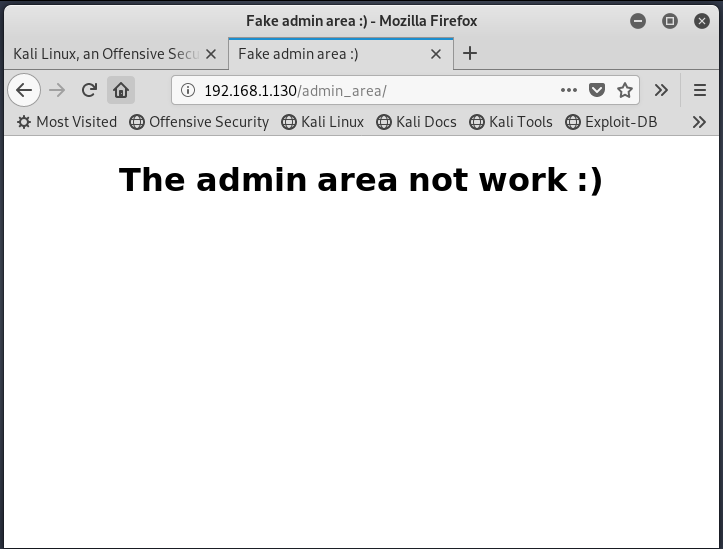 Fake admin area :) - Mozilla Firefox
Kali Linux, an Offensive Secu
Fake admin area :)
192.168.1.130/admin_area/
Most Visited Offensive Security Kali Linux Kali Docs Kali Tools Exploit-DB
The admin area not work :)